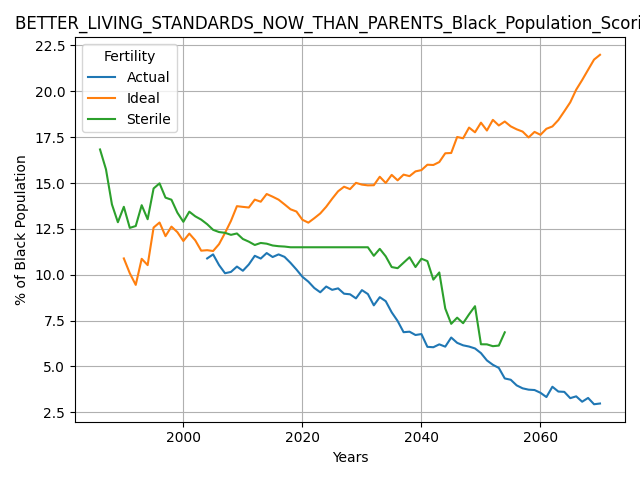 BETTER_LIVING_STANDARDS_NOW_THAN_PARENTS_Black_Population_Scori
Fertility
Actual
Ideal
Sterile
% of Black Population
22.5
20.0
17.5
15.0
12.5
10.0
7.5
5.0
2.5
2000 2020 2040 2060
Years